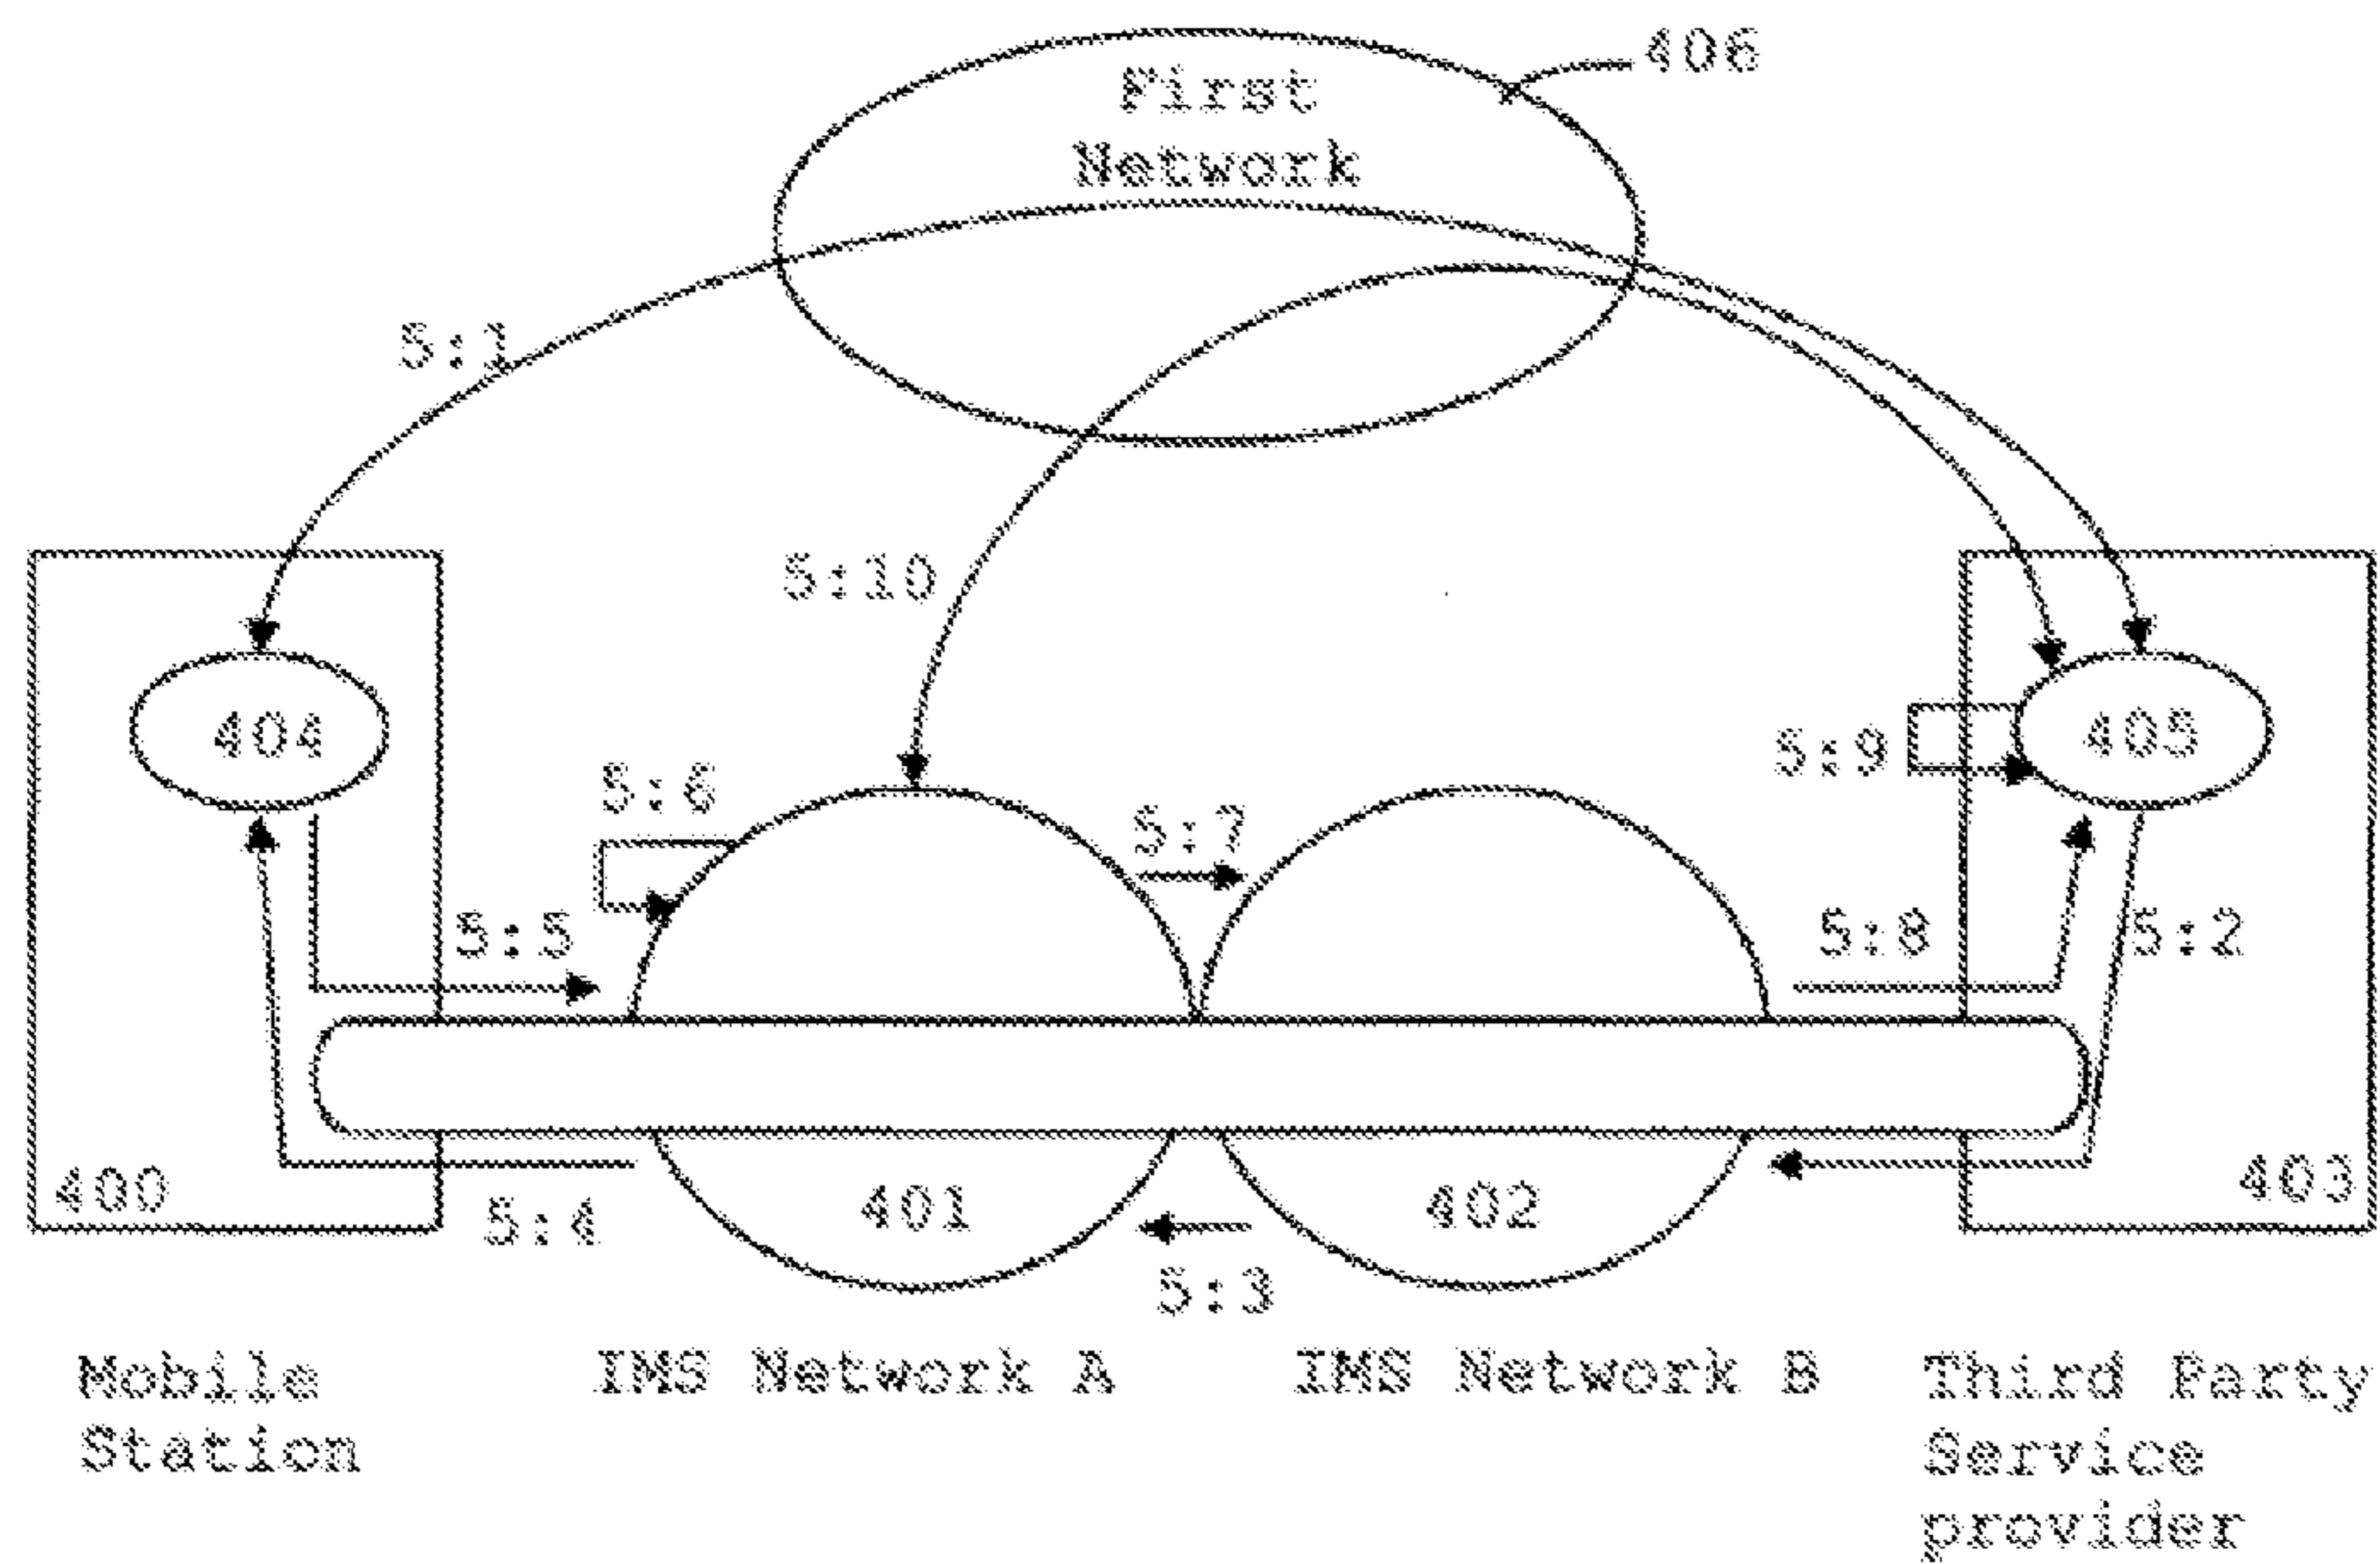 406
First
Network
5:1
5:10
404
405
5:9
5:6
5:7
5:5
5:8
5:2
400
401
402
403
5:4
5:3
Mobile
Station
IMS Network A
IMS Network B
Third Party
Service
provider